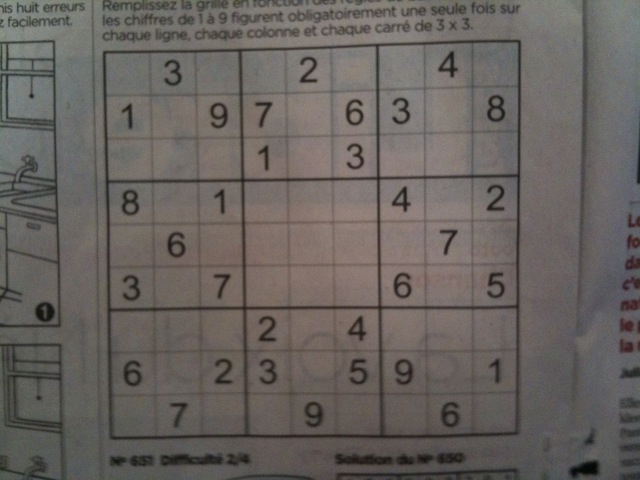 nis huit erreurs
z facilement.
Remplissez la grille en fonction des règles
les chiffres de 1 à 9 figurent obligatoirement une seule fois sur
chaque ligne, chaque colonne et chaque carré de 3 x 3.
3 2 4
1 9 7 6 3 8
1 3
8 1 4 2
6 7
3 7 6 5
2 4
6 2 3 5 9 1
7 9 6
1
N° 651 Difficulté 2/4
Solution du N° 650
Le
fo
da
c'e
na
le
la